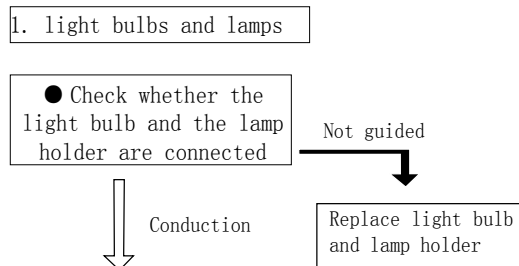 1. light bulbs and lamps
● Check whether the
light bulb and the lamp
holder are connected
Not guided
Conduction
Replace light bulb
and lamp holder